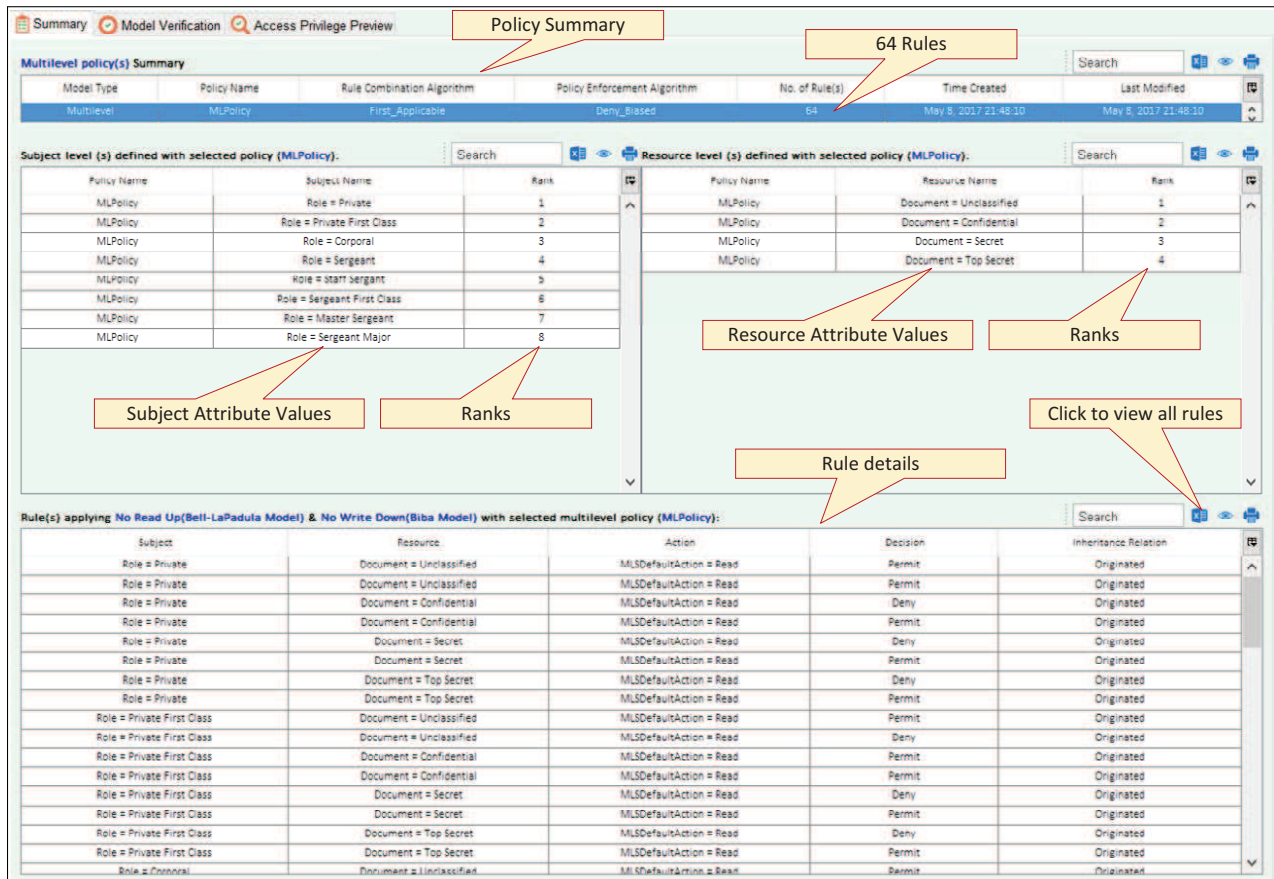 Summary Model Verification Access Privilege Preview
Policy Summary
64 Rules
Multilevel policy(s) Summary
Search
Model Type Policy Name Rule Combination Algorithm Policy Enforcement Algorithm No. of Rule(s) Time Created Last Modified
Multilevel MLPolicy First_Applicable Deny_Biased 64 May 8, 2017 21:48:10 May 8, 2017 21:48:10
Subject level (s) defined with selected policy (MLPolicy).
Search
Policy Name Subject Name Rank
MLPolicy Role = Private 1
MLPolicy Role = Private First Class 2
MLPolicy Role = Corporal 3
MLPolicy Role = Sergeant 4
MLPolicy Role = Staff Sergant 5
MLPolicy Role = Sergeant First Class 6
MLPolicy Role = Master Sergeant 7
MLPolicy Role = Sergeant Major 8
Subject Attribute Values
Ranks
Resource level (s) defined with selected policy (MLPolicy).
Search
Policy Name Resource Name Rank
MLPolicy Document = Unclassified 1
MLPolicy Document = Confidential 2
MLPolicy Document = Secret 3
MLPolicy Document = Top Secret 4
Resource Attribute Values
Ranks
Click to view all rules
Rule details
Rule(s) applying No Read Up(Bell-LaPadula Model) & No Write Down(Biba Model) with selected multilevel policy (MLPolicy):
Search
Subject Resource Action Decision Inheritance Relation
Role = Private Document = Unclassified MLSDefaultAction = Read Permit Originated
Role = Private Document = Unclassified MLSDefaultAction = Read Permit Originated
Role = Private Document = Confidential MLSDefaultAction = Read Deny Originated
Role = Private Document = Confidential MLSDefaultAction = Read Permit Originated
Role = Private Document = Secret MLSDefaultAction = Read Deny Originated
Role = Private Document = Secret MLSDefaultAction = Read Permit Originated
Role = Private Document = Top Secret MLSDefaultAction = Read Deny Originated
Role = Private Document = Top Secret MLSDefaultAction = Read Permit Originated
Role = Private First Class Document = Unclassified MLSDefaultAction = Read Permit Originated
Role = Private First Class Document = Unclassified MLSDefaultAction = Read Deny Originated
Role = Private First Class Document = Confidential MLSDefaultAction = Read Permit Originated
Role = Private First Class Document = Confidential MLSDefaultAction = Read Permit Originated
Role = Private First Class Document = Secret MLSDefaultAction = Read Deny Originated
Role = Private First Class Document = Secret MLSDefaultAction = Read Permit Originated
Role = Private First Class Document = Top Secret MLSDefaultAction = Read Deny Originated
Role = Private First Class Document = Top Secret MLSDefaultAction = Read Permit Originated
Role = Corporal Document = Unclassified MLSDefaultAction = Read Permit Originated